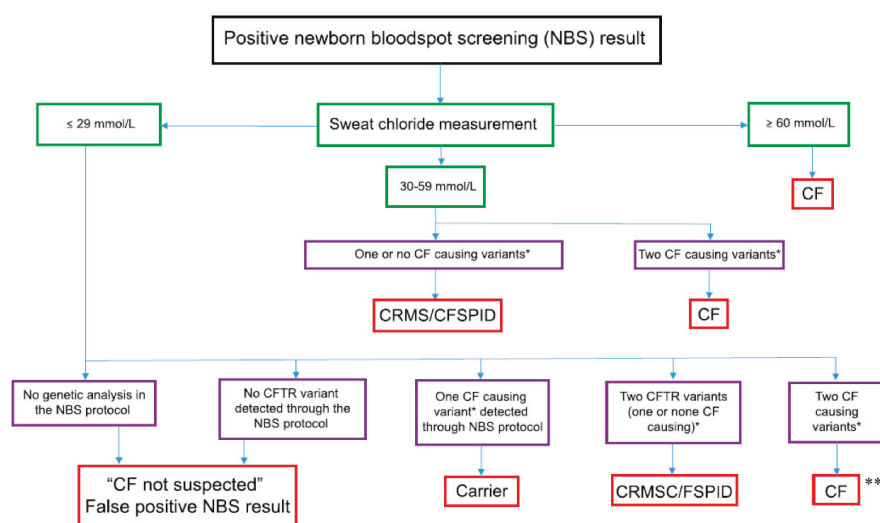 Positive newborn bloodspot screening (NBS) result
≤ 29 mmol/L
Sweat chloride measurement
≥ 60 mmol/L
30-59 mmol/L
CF
One or no CF causing variants*
Two CF causing variants*
CRMS/CFSPID
CF
No genetic analysis in
the NBS protocol
No CFTR variant
detected through the
NBS protocol
One CF causing
variant* detected
through NBS protocol
Two CFTR variants
(one or none CF
causing)*
Two CF
causing
variants*
“CF not suspected”
False positive NBS result
Carrier
CRMSC/FSPID
CF **